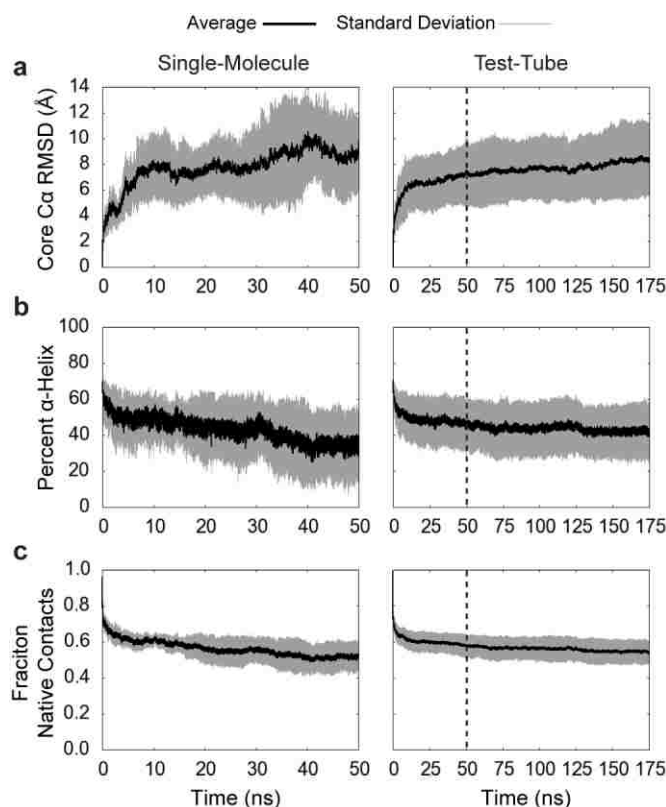 Average Standard Deviation
a Single-Molecule Test-Tube
Core Cα RMSD (Å)
14
12
10
8
6
4
2
0
0 10 20 30 40 50
0 25 50 75 100 125 150 175
b
Percent α-Helix
100
80
60
40
20
0
0 10 20 30 40 50
0 25 50 75 100 125 150 175
c
Fraciton
Native Contacts
1.0
0.8
0.6
0.4
0.2
0.0
0 10 20 30 40 50
0 25 50 75 100 125 150 175
Time (ns) Time (ns)